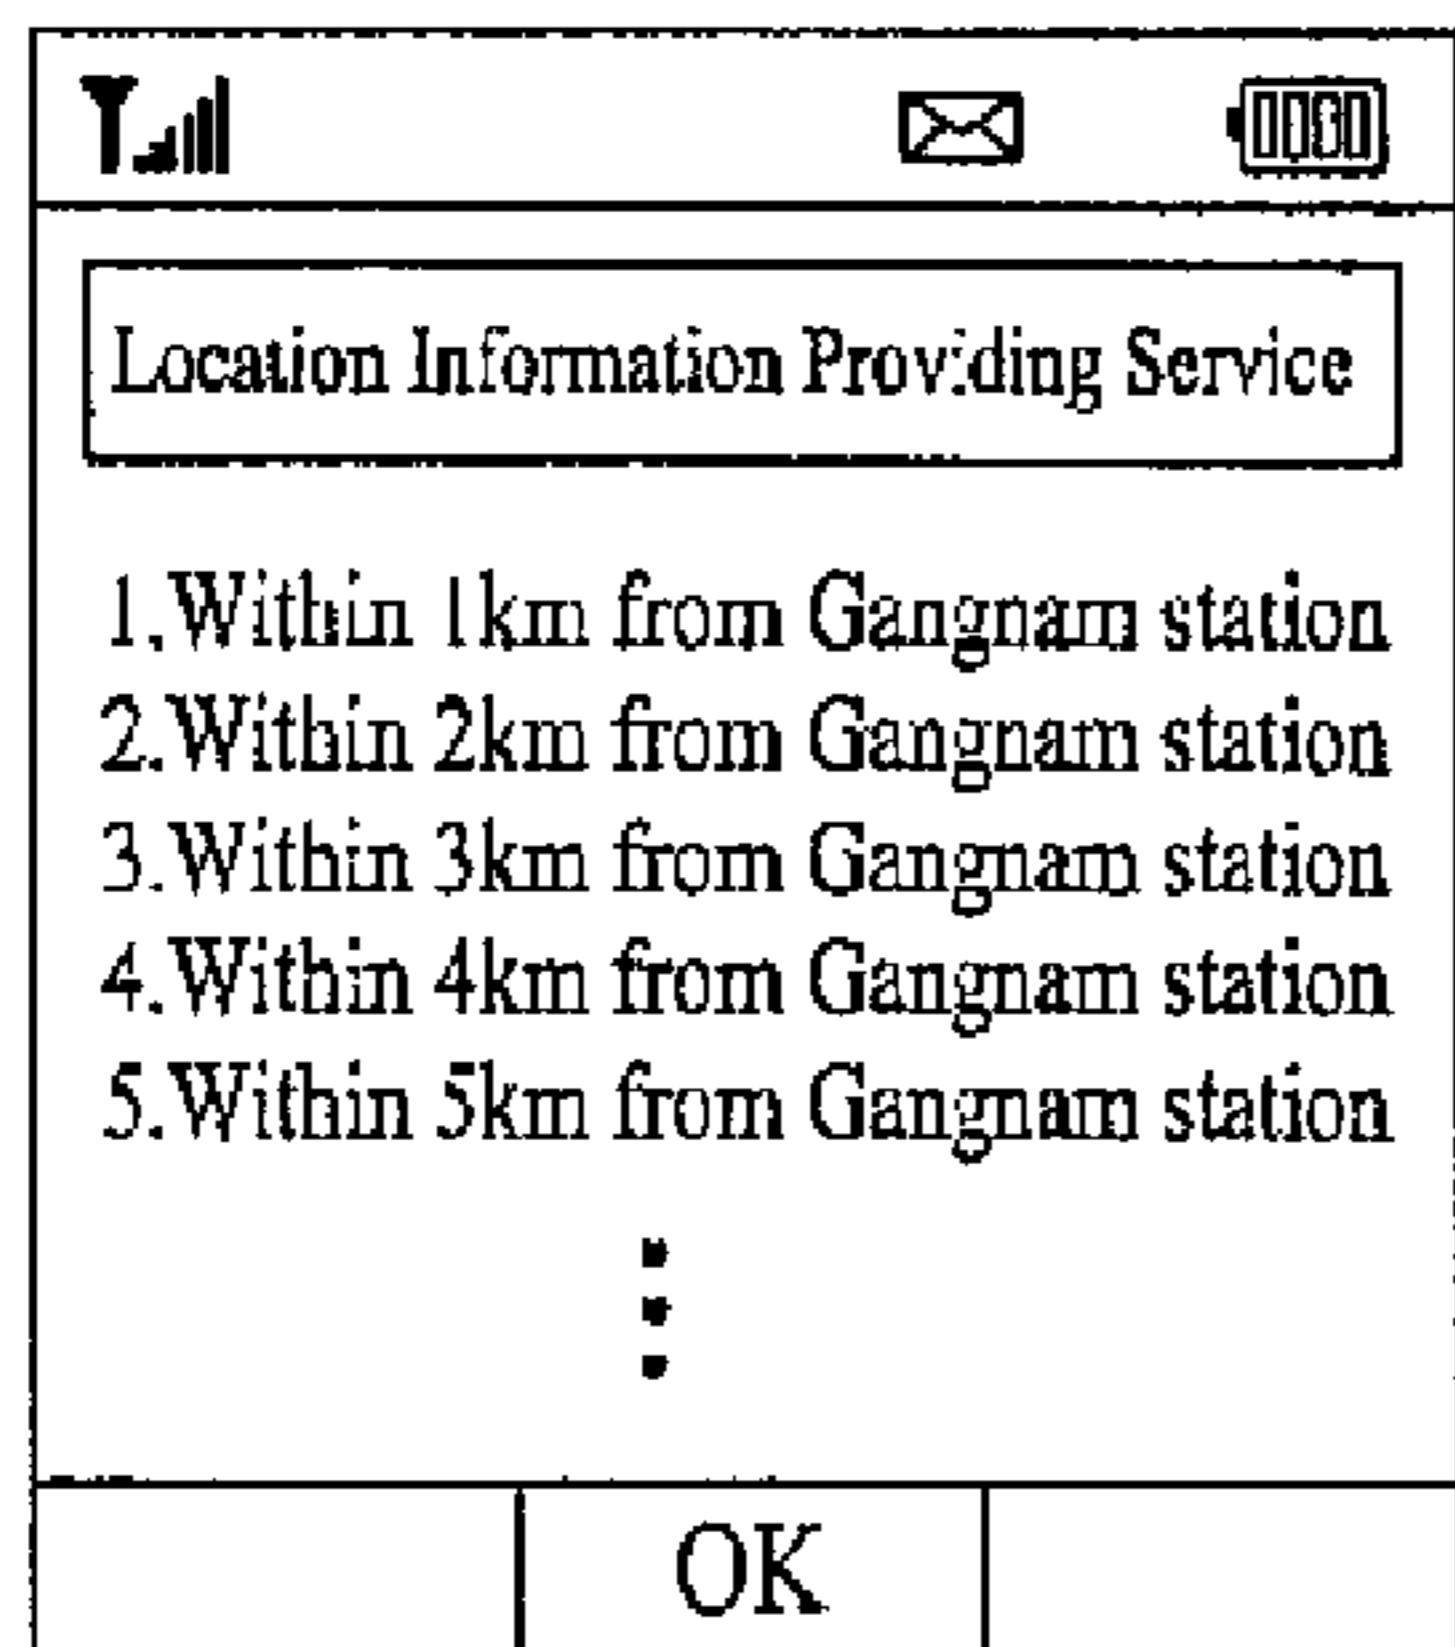 Location Information Providing Service
1.Within 1km from Gangnam station
2.Within 2km from Gangnam station
3.Within 3km from Gangnam station
4.Within 4km from Gangnam station
5.Within 5km from Gangnam station
OK